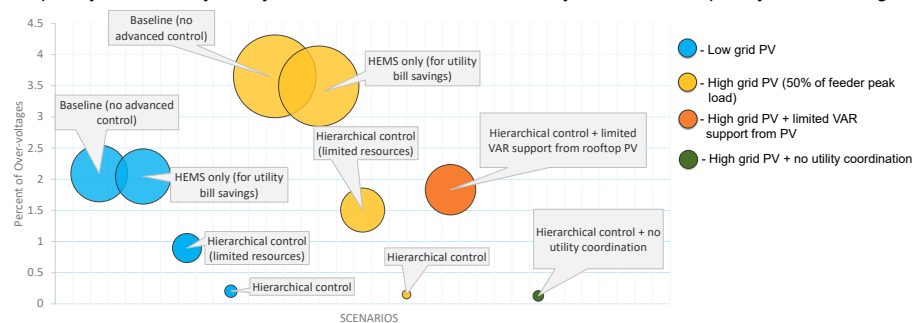 4.5
4
3.5
3
2.5
2
1.5
1
0.5
0
Percent of Over-voltages
SCENARIOS
Baseline (no
advanced control)
HEMS only (for utility
bill savings)
Baseline (no advanced
control)
HEMS only (for utility
bill savings)
Hierarchical control
(limited resources)
Hierarchical control
Hierarchical control
(limited resources)
Hierarchical control
Hierarchical control + limited
VAR support from rooftop PV
Hierarchical control + no
utility coordination
- Low grid PV
- High grid PV (50% of feeder peak
load)
- High grid PV + limited VAR
support from PV
- High grid PV + no utility coordination